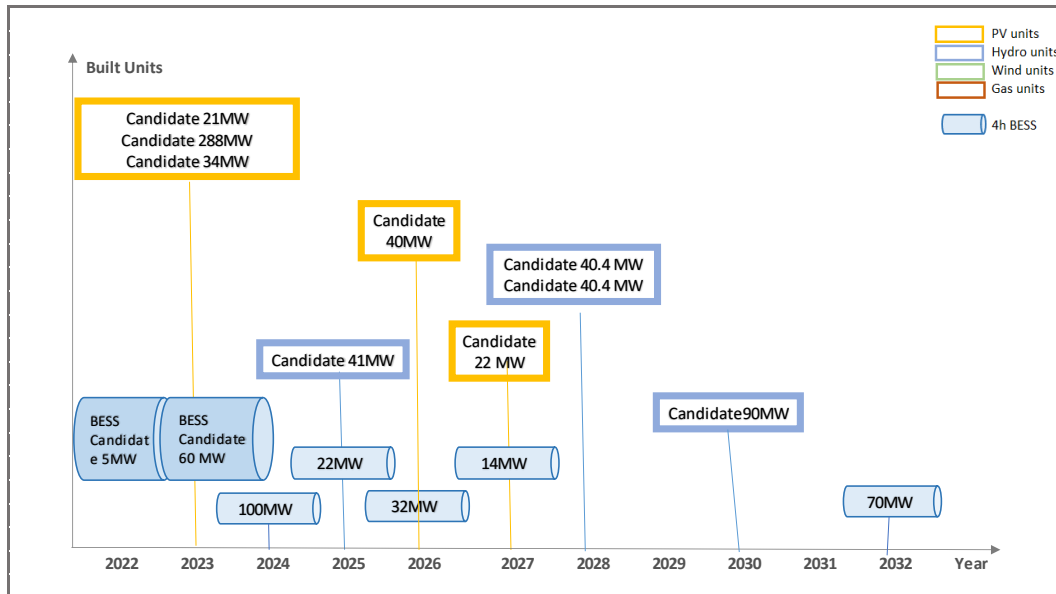 Built Units
PV units
Hydro units
Wind units
Gas units
4h BESS
Candidate 21MW
Candidate 288MW
Candidate 34MW
Candidate
40MW
Candidate 40.4 MW
Candidate 40.4 MW
Candidate 41MW
Candidate
22 MW
Candidate90MW
BESS
Candidat
e 5MW
BESS
Candidate
60 MW
22MW
14MW
100MW
32MW
70MW
2022
2023
2024
2025
2026
2027
2028
2029
2030
2031
2032
Year